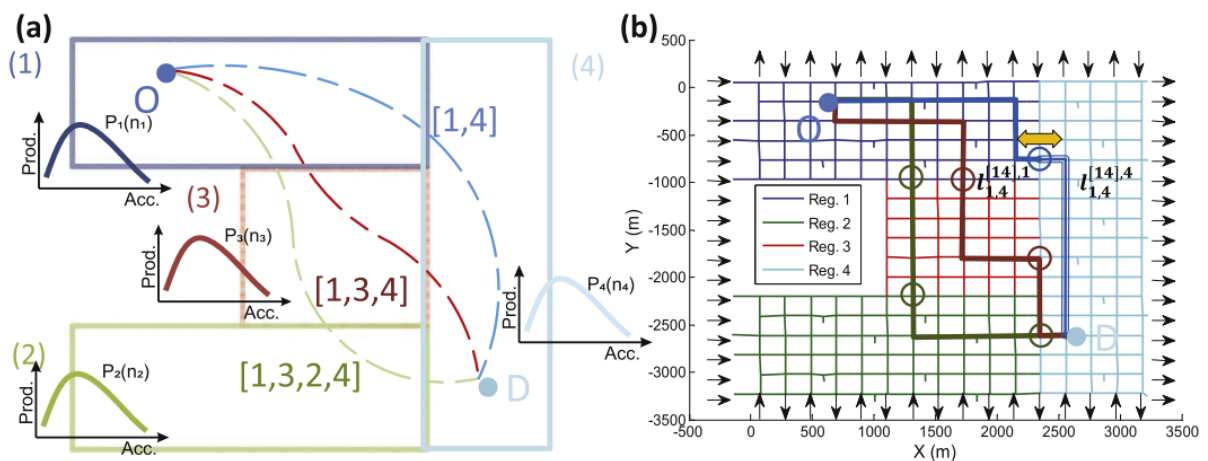 (a)
(1)
O
P₁(n₁)
Prod.
Acc.
[1,4]
(4)
(3)
P₃(n₃)
Prod.
Acc.
[1,3,4]
P₄(n₄)
Prod.
Acc.
(2)
P₂(n₂)
Prod.
Acc.
[1,3,2,4]
D
(b)
500
0
-500
-1000
-1500
-2000
-2500
-3000
-3500
Y (m)
-500 0 500 1000 1500 2000 2500 3000 3500
X (m)
O
l_{1,4}^{[14],1}
l_{1,4}^{[14],4}
Reg. 1
Reg. 2
Reg. 3
Reg. 4
D